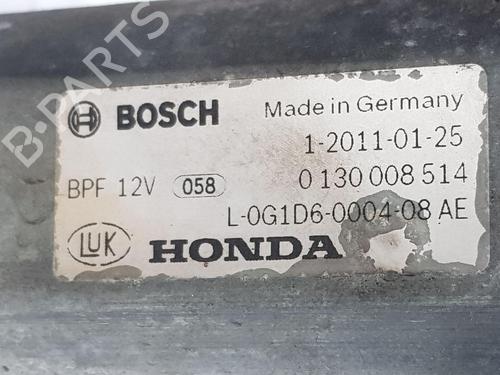 BOSCH Made in Germany
1-2011-01-25
BPF 12V 058 0 130 008 514
L-0G1D6-0004-08 AE
LUK HONDA
B-PARTS